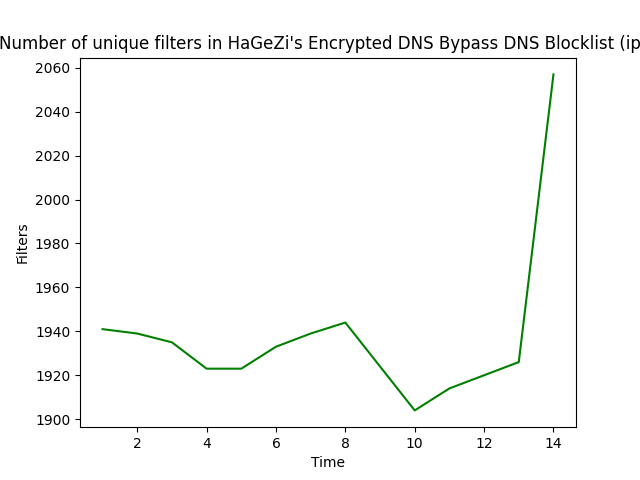 Number of unique filters in HaGeZi's Encrypted DNS Bypass DNS Blocklist (ip
2060
2040
2020
2000
1980
1960
1940
1920
1900
Filters
2 4 6 8 10 12 14
Time